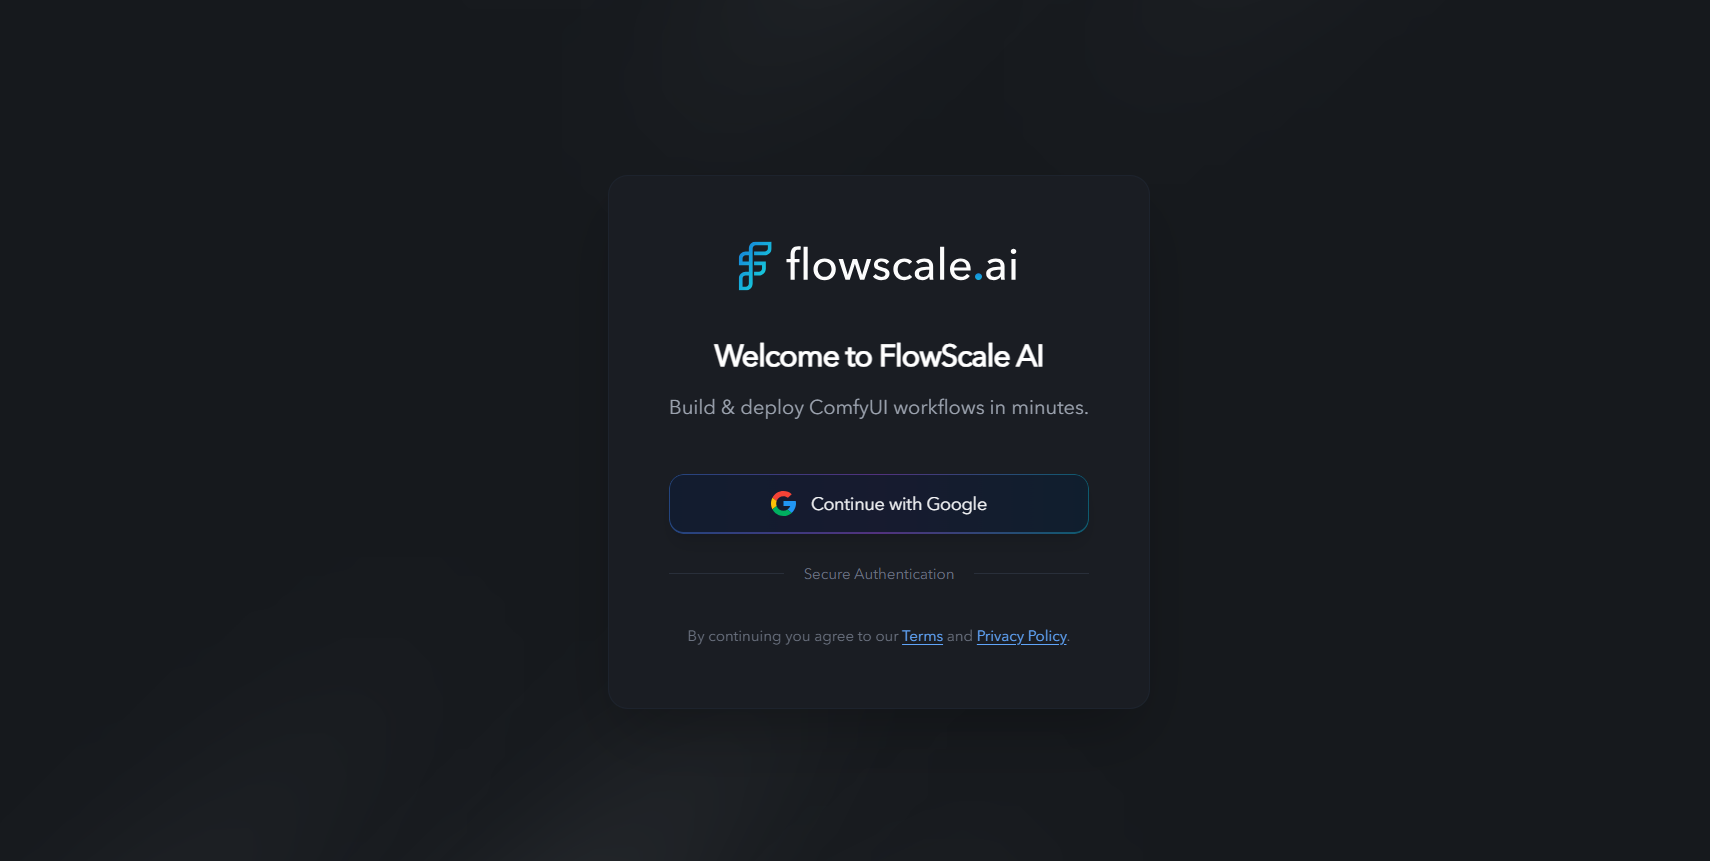 flowscale.ai
Welcome to FlowScale AI
Build & deploy ComfyUI workflows in minutes.
Continue with Google
Secure Authentication
By continuing you agree to our Terms and Privacy Policy.